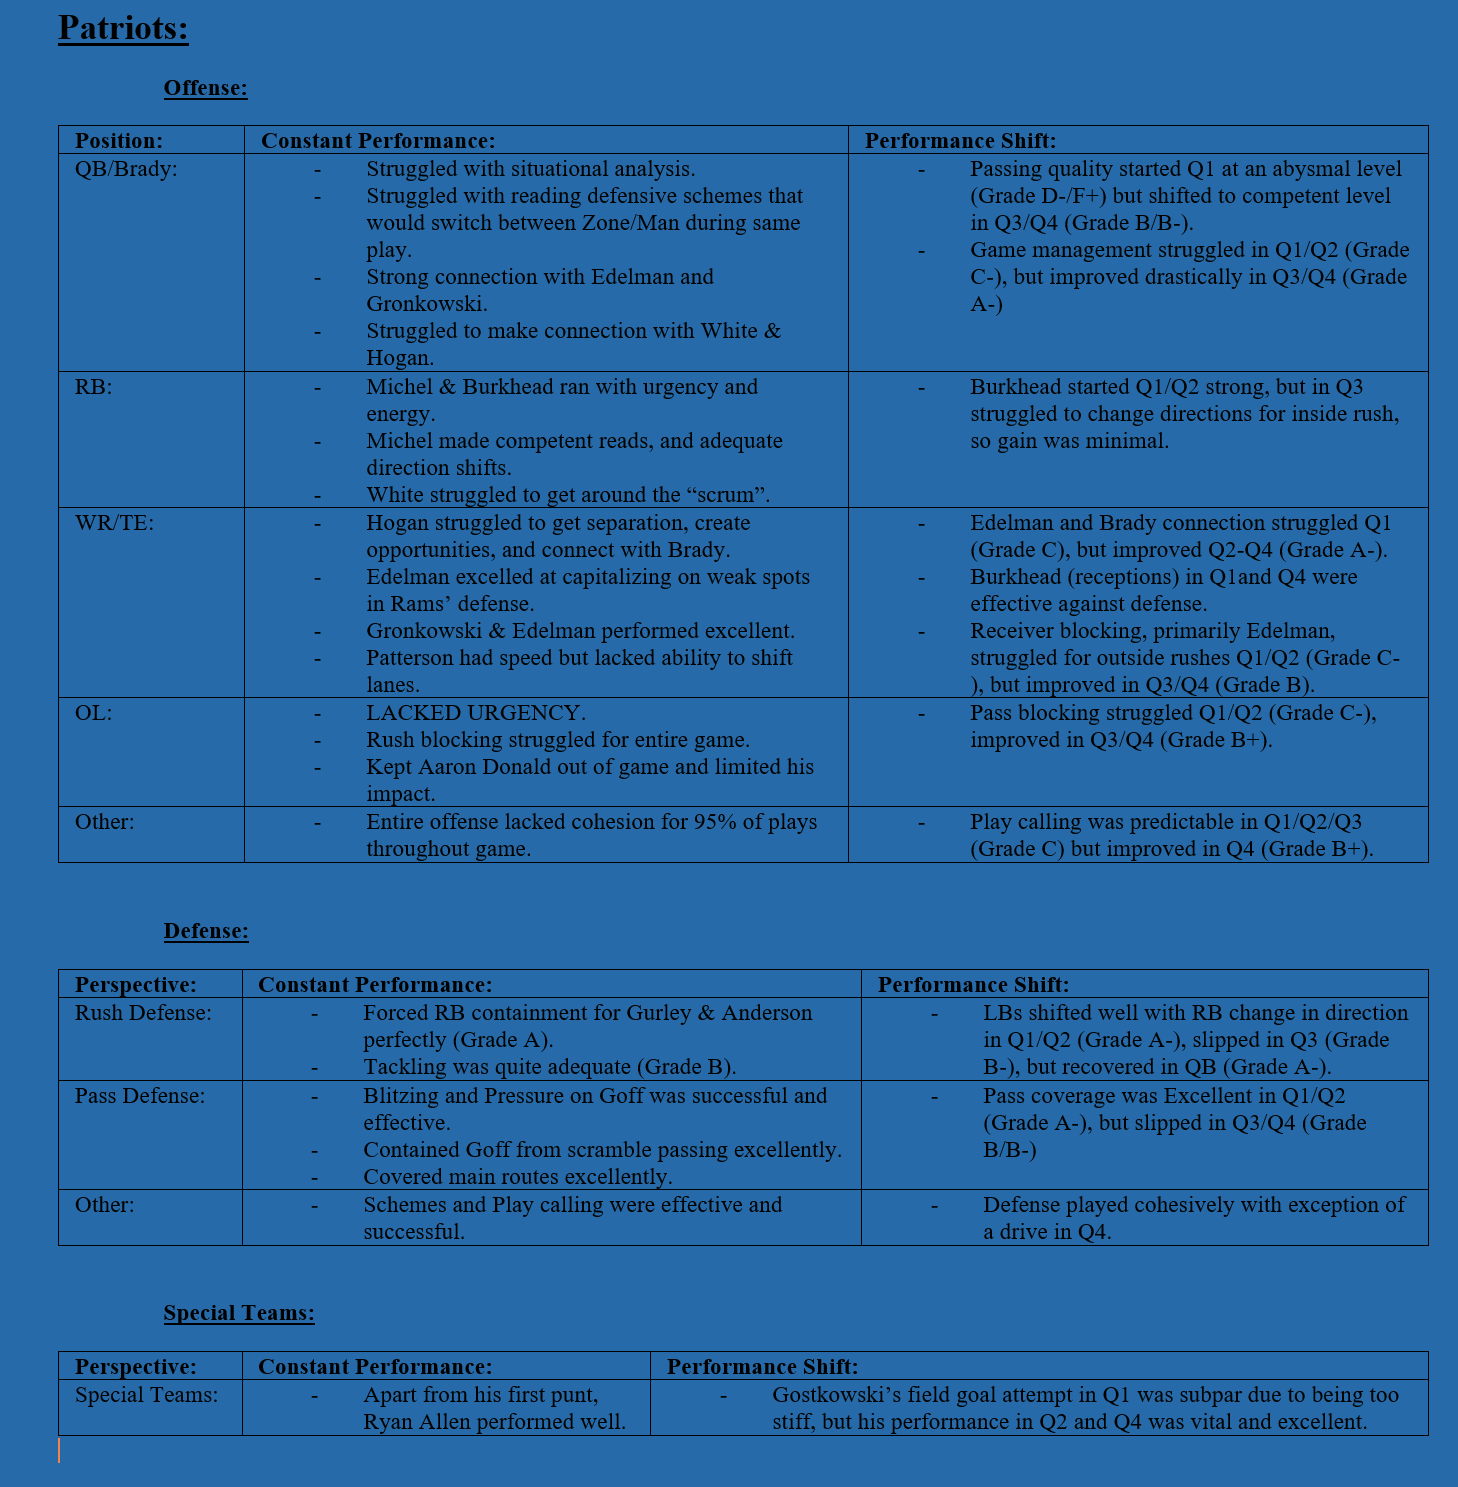 Patriots:
Offense:
Position:
Constant Performance:
Performance Shift:
QB/Brady:
- Struggled with situational analysis.
- Struggled with reading defensive schemes that
would switch between Zone/Man during same
play.
- Strong connection with Edelman and
Gronkowski.
- Struggled to make connection with White &
Hogan.
- Passing quality started Q1 at an abysmal level
(Grade D-/F+) but shifted to competent level
in Q3/Q4 (Grade B/B-).
- Game management struggled in Q1/Q2 (Grade
C-), but improved drastically in Q3/Q4 (Grade
A-)
RB:
- Michel & Burkhead ran with urgency and
energy.
- Michel made competent reads, and adequate
direction shifts.
- White struggled to get around the “scrum”.
- Burkhead started Q1/Q2 strong, but in Q3
struggled to change directions for inside rush,
so gain was minimal.
WR/TE:
- Hogan struggled to get separation, create
opportunities, and connect with Brady.
- Edelman excelled at capitalizing on weak spots
in Rams’ defense.
- Gronkowski & Edelman performed excellent.
- Patterson had speed but lacked ability to shift
lanes.
- Edelman and Brady connection struggled Q1
(Grade C), but improved Q2-Q4 (Grade A-).
- Burkhead (receptions) in Q1and Q4 were
effective against defense.
- Receiver blocking, primarily Edelman,
struggled for outside rushes Q1/Q2 (Grade C-
), but improved in Q3/Q4 (Grade B).
OL:
- LACKED URGENCY.
- Rush blocking struggled for entire game.
- Kept Aaron Donald out of game and limited his
impact.
- Pass blocking struggled Q1/Q2 (Grade C-),
improved in Q3/Q4 (Grade B+).
Other:
- Entire offense lacked cohesion for 95% of plays
throughout game.
- Play calling was predictable in Q1/Q2/Q3
(Grade C) but improved in Q4 (Grade B+).
Defense:
Perspective:
Constant Performance:
Performance Shift:
Rush Defense:
- Forced RB containment for Gurley & Anderson
perfectly (Grade A).
- Tackling was quite adequate (Grade B).
- LBs shifted well with RB change in direction
in Q1/Q2 (Grade A-), slipped in Q3 (Grade
B-), but recovered in QB (Grade A-).
Pass Defense:
- Blitzing and Pressure on Goff was successful and
effective.
- Contained Goff from scramble passing excellently.
- Covered main routes excellently.
- Pass coverage was Excellent in Q1/Q2
(Grade A-), but slipped in Q3/Q4 (Grade
B/B-)
Other:
- Schemes and Play calling were effective and
successful.
- Defense played cohesively with exception of
a drive in Q4.
Special Teams:
Perspective:
Constant Performance:
Performance Shift:
Special Teams:
- Apart from his first punt,
Ryan Allen performed well.
- Gostkowski’s field goal attempt in Q1 was subpar due to being too
stiff, but his performance in Q2 and Q4 was vital and excellent.